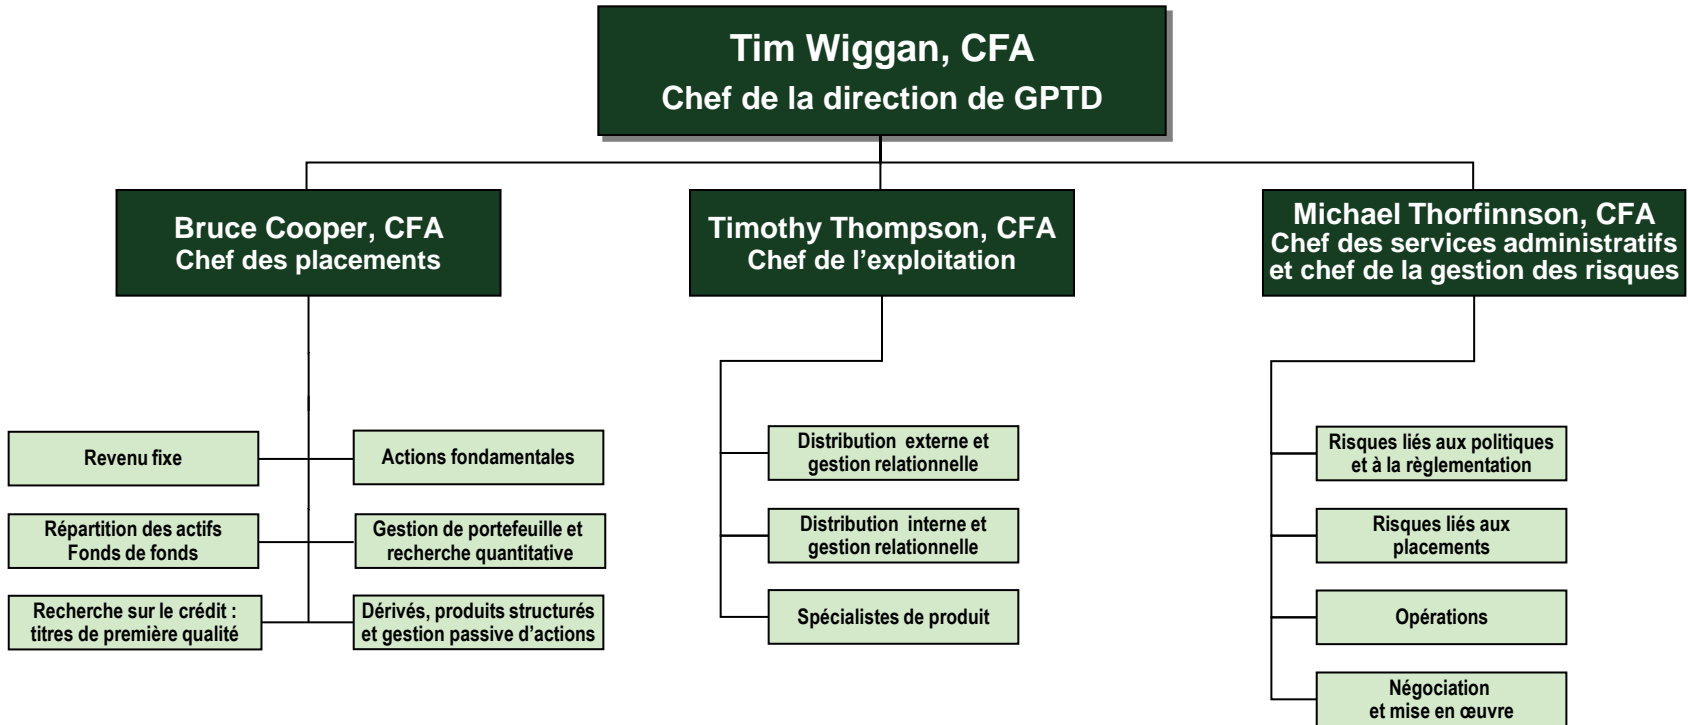 Tim Wiggan, CFA
Chef de la direction de GPTD
Bruce Cooper, CFA
Chef des placements
Timothy Thompson, CFA
Chef de l’exploitation
Michael Thorfinnson, CFA
Chef des services administratifs
et chef de la gestion des risques
Revenu fixe
Actions fondamentales
Répartition des actifs
Fonds de fonds
Gestion de portefeuille et
recherche quantitative
Recherche sur le crédit :
titres de première qualité
Dérivés, produits structurés
et gestion passive d’actions
Distribution externe et
gestion relationnelle
Distribution interne et
gestion relationnelle
Spécialistes de produit
Risques liés aux politiques
et à la règlementation
Risques liés aux
placements
Opérations
Négociation
et mise en œuvre